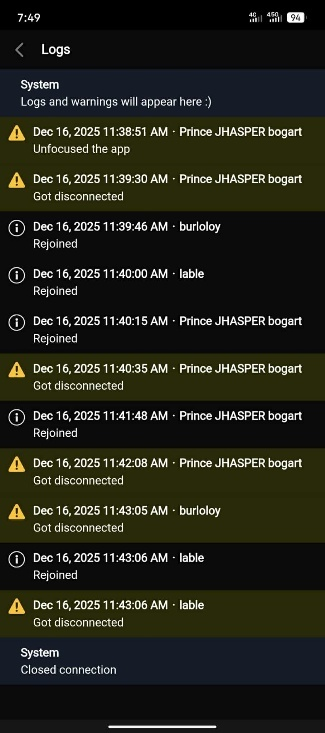 7:49
4G 45G 94
Logs
System
Logs and warnings will appear here :)
Dec 16, 2025 11:38:51 AM · Prince JHASPER bogart
Unfocused the app
Dec 16, 2025 11:39:30 AM · Prince JHASPER bogart
Got disconnected
Dec 16, 2025 11:39:46 AM · burloloy
Rejoined
Dec 16, 2025 11:40:00 AM · lable
Rejoined
Dec 16, 2025 11:40:15 AM · Prince JHASPER bogart
Rejoined
Dec 16, 2025 11:40:35 AM · Prince JHASPER bogart
Got disconnected
Dec 16, 2025 11:41:48 AM · Prince JHASPER bogart
Rejoined
Dec 16, 2025 11:42:08 AM · Prince JHASPER bogart
Got disconnected
Dec 16, 2025 11:43:05 AM · burloloy
Got disconnected
Dec 16, 2025 11:43:06 AM · lable
Rejoined
Dec 16, 2025 11:43:06 AM · lable
Got disconnected
System
Closed connection